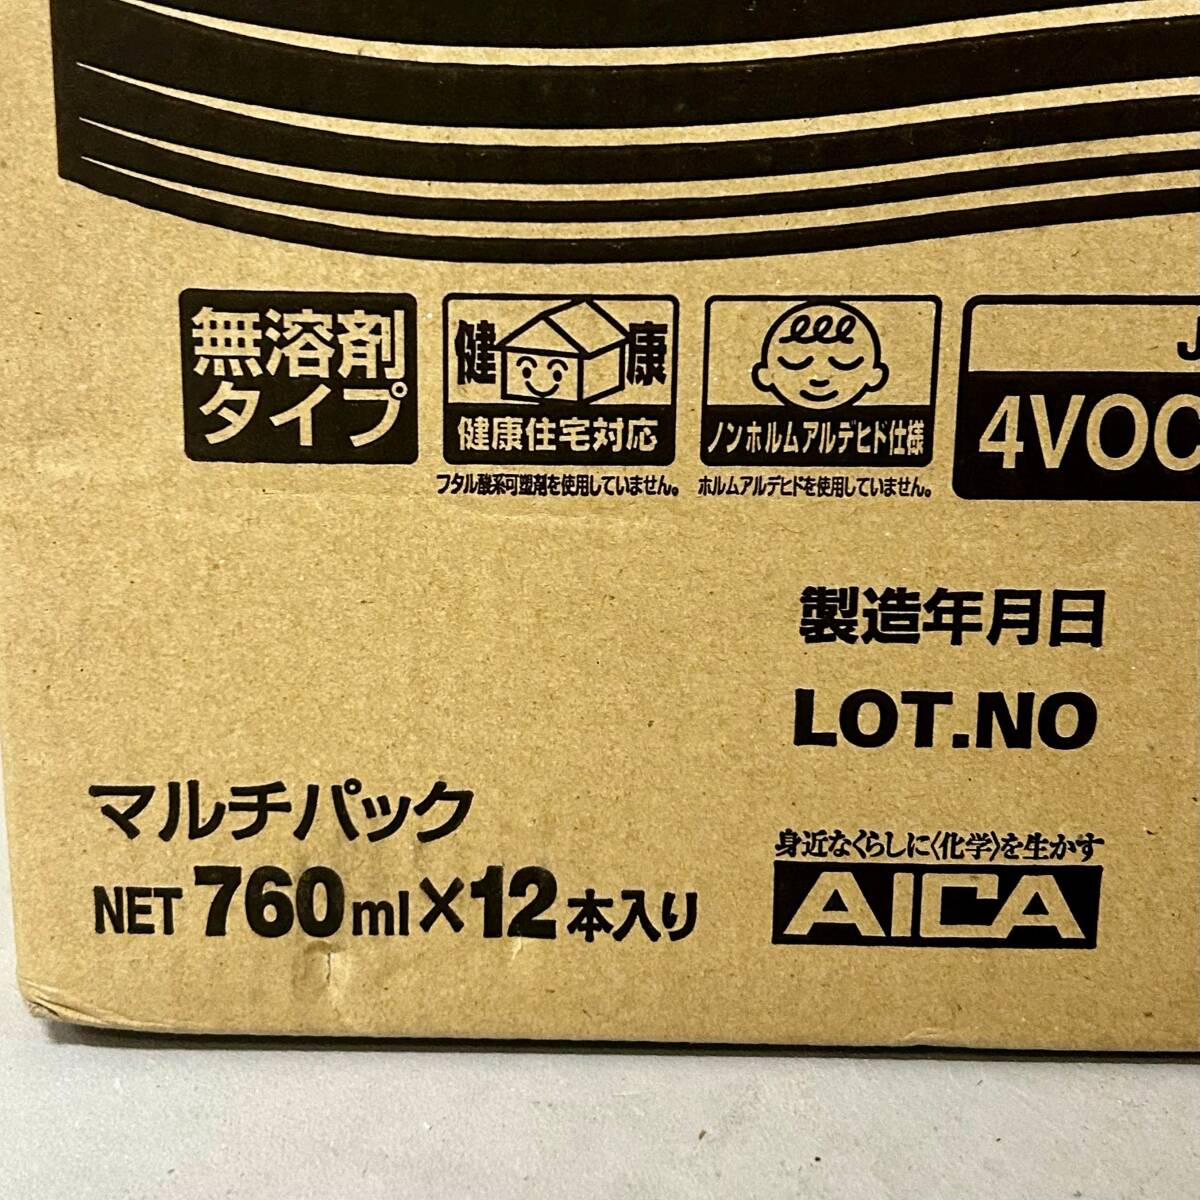 無溶剤
タイプ
健 康
健康住宅対応
フタル酸系可塑剤を使用していません。
ノンホルムアルデヒド仕様
ホルムアルデヒドを使用していません。
J
4VOC
製造年月日
LOT.NO
マルチパック
NET 760ml×12本入り
身近なくらしに〈化学〉を生かす
AICA